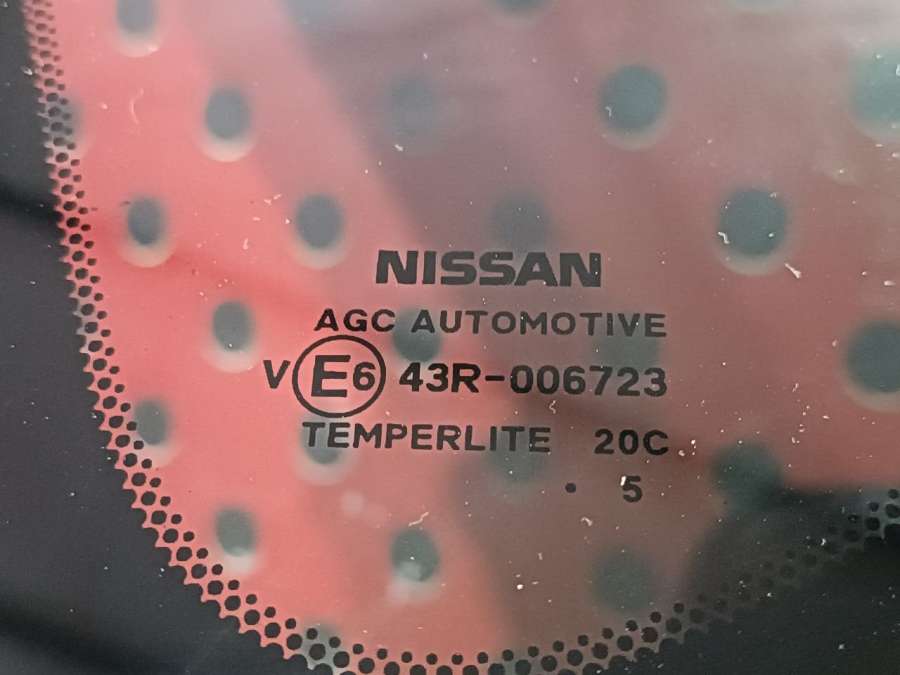 NISSAN
AGC AUTOMOTIVE
V E6 43R-006723
TEMPERLITE 20C
. 5